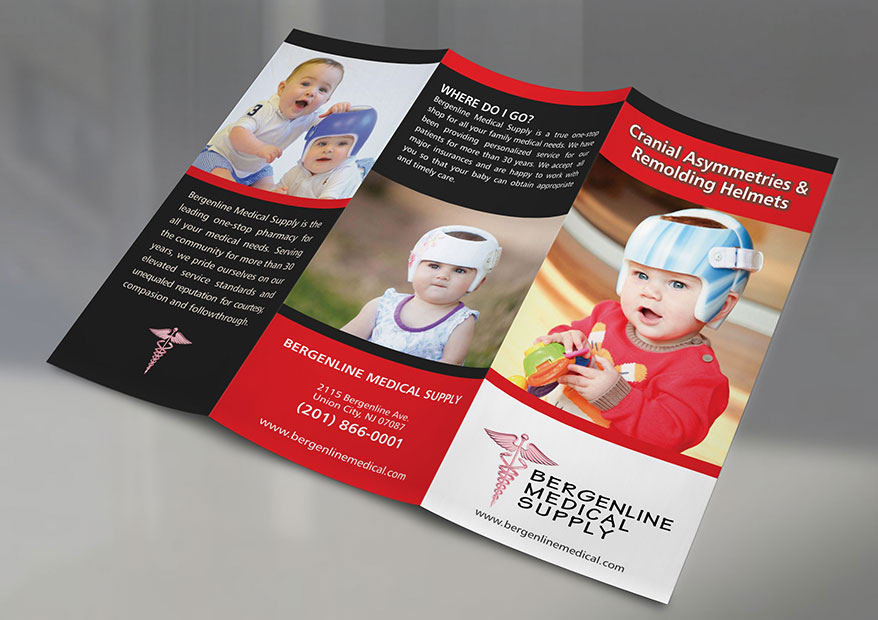 3
Bergenline Medical Supply is the
leading one-stop pharmacy for
all your medical needs. Serving
the community for more than 30
years, we pride ourselves on our
elevated service standards and
unequaled reputation for courtesy,
compasion and followthrough.
WHERE DO I GO?
Bergenline Medical Supply is a true one-stop
shop for all your family medical needs. We have
been providing personalized service for our
patients for more than 30 years. We accept all
major insurances and are happy to work with
you so that your baby can obtain appropriate
and timely care.
BERGENLINE MEDICAL SUPPLY
2115 Bergenline Ave.
Union City, NJ 07087
(201) 866-0001
www.bergenlinemedical.com
Cranial Asymmetries &
Remolding Helmets
BERGENLINE
MEDICAL
SUPPLY
www.bergenlinemedical.com